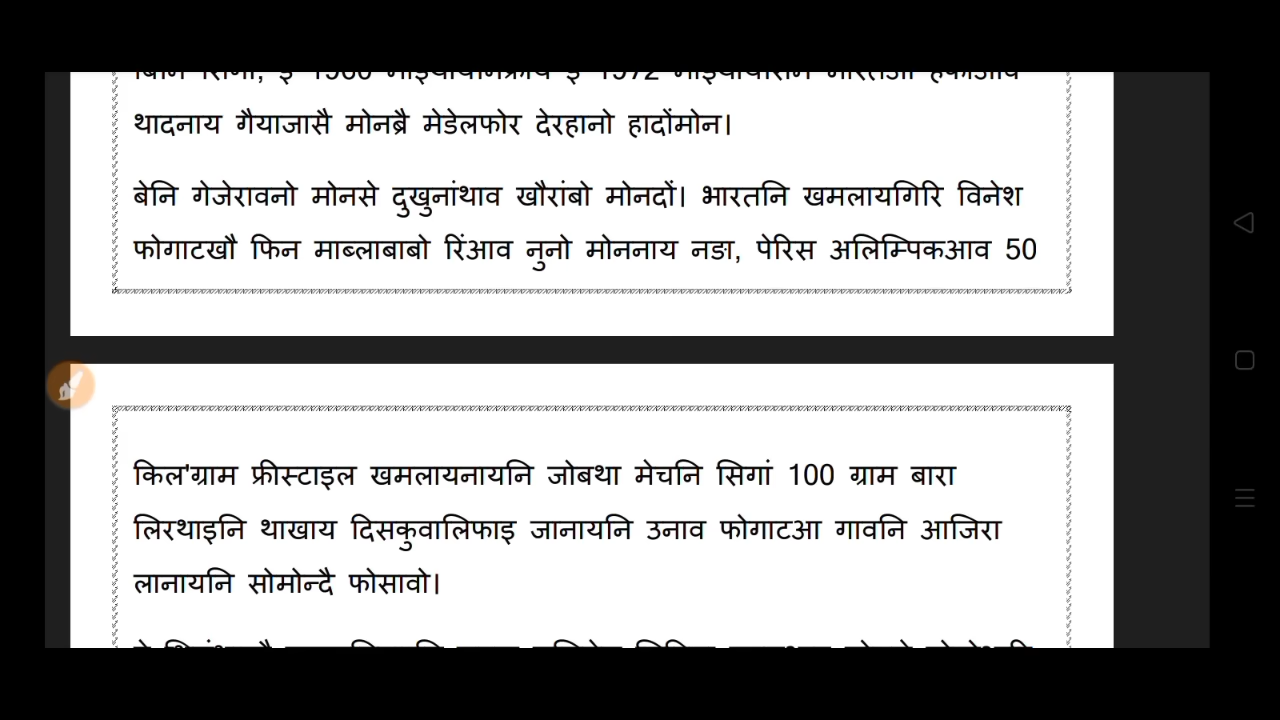 थादनाय गैयाजासै मोनब्रै मेडेलफोर देरहानो हादोंमोन।
बेनि गेजेरावनो मोनसे दुखुनांथाव खौरांबो मोनदों। भारतनि खमलायगिरि विनेश
फोगाटखौ फिन माब्लाबाबो रिंआव नुनो मोननाय नङा, पेरिस अलिम्पिकआव 50
किल'ग्राम फ्रीस्टाइल खमलायनायनि जोबथा मेचनि सिगां 100 ग्राम बारा
लिरथाइनि थाखाय दिसकुवालिफाइ जानायनि उनाव फोगाटआ गावनि आजिरा
लानायनि सोमोन्दै फोसावो।